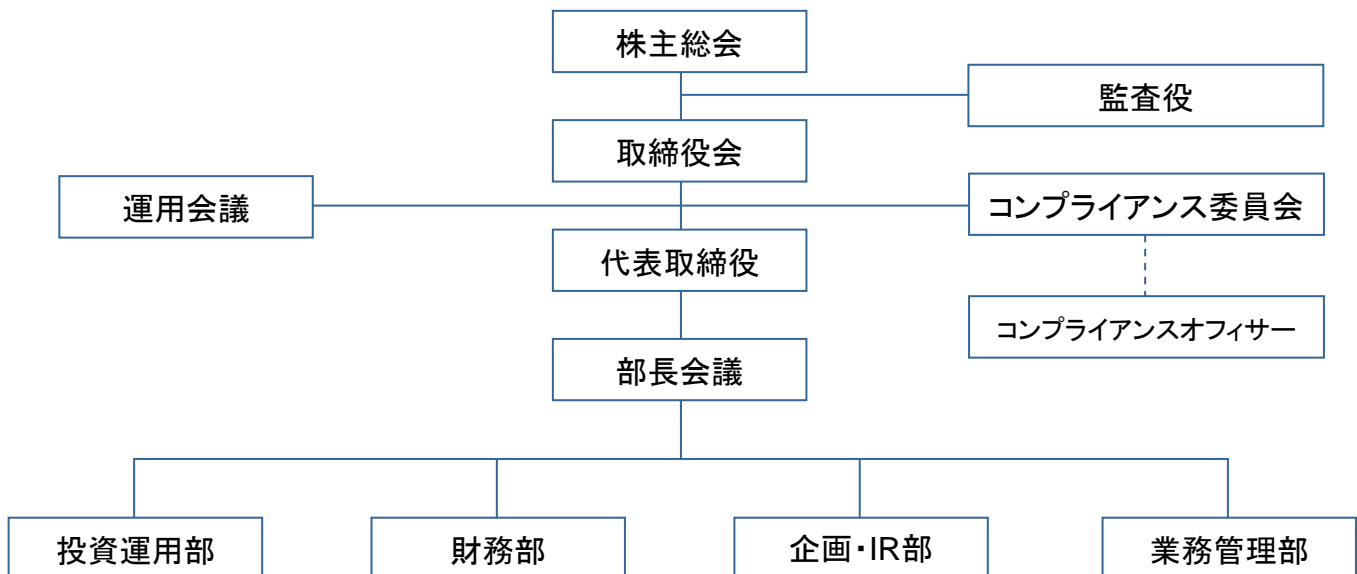 株主総会
監査役
取締役会
運用会議
コンプライアンス委員会
代表取締役
コンプライアンスオフィサー
部長会議
投資運用部
財務部
企画・IR部
業務管理部